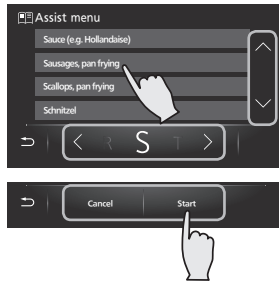 Assist menu
Sauce (e.g. Hollandaise)
Sausages, pan frying
Scallops, pan frying
Schnitzel
R S T
Cancel Start